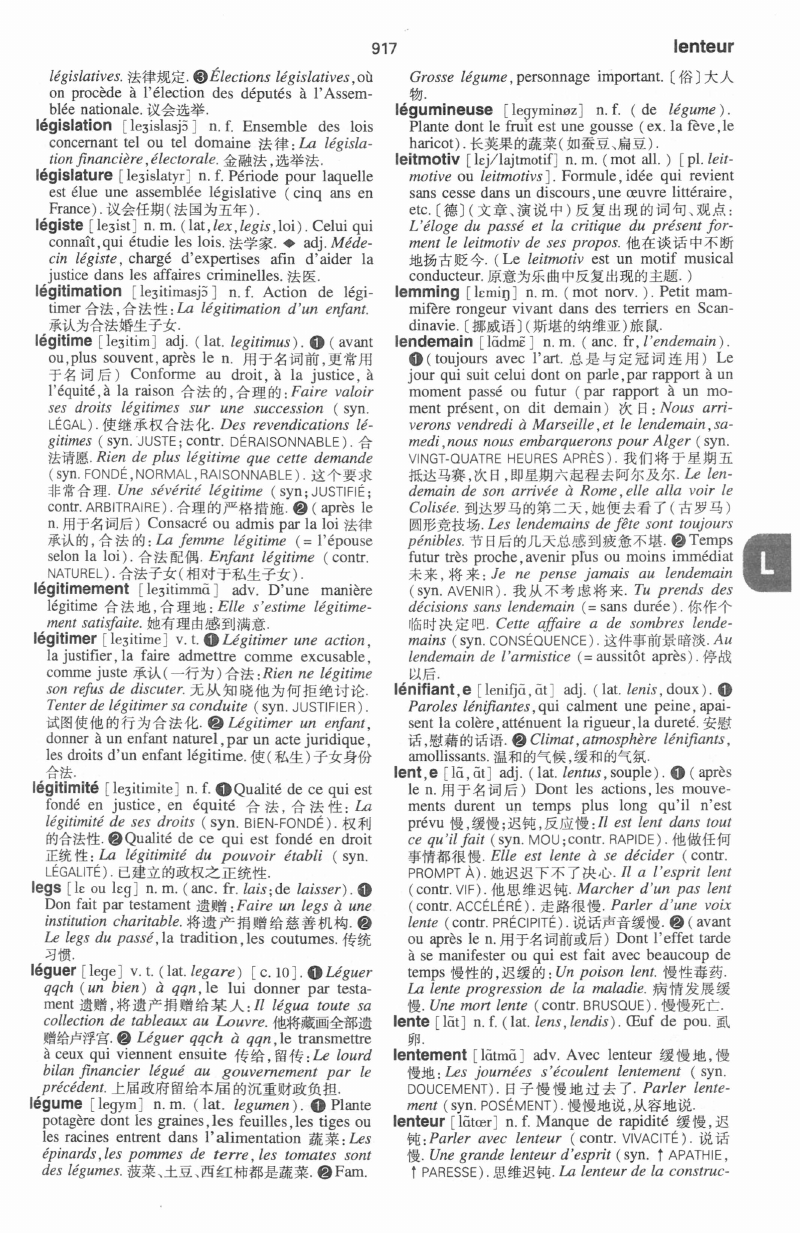 917
lenteur
législatives. 法律规定. ❸Élections législatives,où
on procède à l'élection des députés à l'Assem-
blée nationale. 议会选举.
législation [leʒislasjɔ̃] n. f. Ensemble des lois
concernant tel ou tel domaine 法律: La législa-
tion financière,électorale. 金融法,选举法.
législature [leʒislatyr] n. f. Période pour laquelle
est élue une assemblée législative ( cinq ans en
France). 议会任期(法国为五年).
légiste [leʒist] n. m. (lat,lex,legis,loi). Celui qui
connaît,qui étudie les lois. 法学家. ◆ adj. Méde-
cin légiste, chargé d'expertises afin d'aider la
justice dans les affaires criminelles. 法医.
légitimation [leʒitimasjɔ̃] n. f. Action de légi-
timer 合法,合法性: La légitimation d'un enfant.
承认为合法婚生子女.
légitime [leʒitim] adj. (lat. legitimus). ❶ ( avant
ou,plus souvent,après le n. 用于名词前,更常用
于名词后) Conforme au droit, à la justice, à
l'équité,à la raison 合法的,合理的: Faire valoir
ses droits légitimes sur une succession ( syn.
LÉGAL). 使继承权合法化. Des revendications lé-
gitimes ( syn. JUSTE; contr. DÉRAISONNABLE). 合
法请愿. Rien de plus légitime que cette demande
(syn. FONDÉ,NORMAL,RAISONNABLE). 这个要求
非常合理. Une sévérité légitime (syn;JUSTIFIÉ;
contr. ARBITRAIRE). 合理的严格措施. ❷ ( après le
n. 用于名词后) Consacré ou admis par la loi 法律
承认的,合法的: La femme légitime (= l'épouse
selon la loi). 合法配偶. Enfant légitime ( contr.
NATUREL). 合法子女(相对于私生子女).
légitimement [leʒitimmɑ̃] adv. D'une manière
légitime 合法地,合理地: Elle s'estime légitime-
ment satisfaite. 她有理由感到满意.
légitimer [leʒitime] v. t. ❶ Légitimer une action,
la justifier,la faire admettre comme excusable,
comme juste 承认(一行为)合法:Rien ne légitime
son refus de discuter. 无从知晓他为何拒绝讨论.
Tenter de légitimer sa conduite (syn. JUSTIFIER).
试图使他的行为合法化. ❷ Légitimer un enfant,
donner à un enfant naturel,par un acte juridique,
les droits d'un enfant légitime. 使(私生)子女身份
合法.
légitimité [leʒitimite] n. f. ❶Qualité de ce qui est
fondé en justice, en équité 合法, 合法性: La
légitimité de ses droits ( syn. BIEN-FONDÉ). 权利
的合法性. ❷Qualité de ce qui est fondé en droit
正统性: La légitimité du pouvoir établi ( syn.
LÉGALITÉ). 已建立的政权之正统性.
legs [lɛ ou lɛg] n. m. (anc. fr. lais;de laisser). ❶
Don fait par testament 遗赠:Faire un legs à une
institution charitable. 将遗产捐赠给慈善机构. ❷
Le legs du passé,la tradition,les coutumes. 传统
习惯.
léguer [lege] v. t. (lat. legare) [c. 10]. ❶Léguer
qqch (un bien) à qqn,le lui donner par testa-
ment 遗赠,将遗产捐赠给某人: Il légua toute sa
collection de tableaux au Louvre. 他将藏画全部遗
赠给卢浮宫. ❷ Léguer qqch à qqn,le transmettre
à ceux qui viennent ensuite 传给,留传: Le lourd
bilan financier légué au gouvernement par le
précédent. 上届政府留给本届的沉重财政负担.
légume [legym] n. m. (lat. legumen). ❶ Plante
potagère dont les graines,les feuilles,les tiges ou
les racines entrent dans l'alimentation 蔬菜: Les
épinards,les pommes de terre,les tomates sont
des légumes. 菠菜、土豆、西红柿都是蔬菜. ❷Fam.
Grosse légume,personnage important. 〔俗〕大人
物.
légumineuse [legyminøz] n. f. ( de légume).
Plante dont le fruit est une gousse (ex. la fève,le
haricot). 长荚果的蔬菜(如蚕豆、扁豆).
leitmotiv [lɛj/lajtmotif] n. m. (mot all. ) [pl. leit-
motive ou leitmotivs]. Formule,idée qui revient
sans cesse dans un discours,une œuvre littéraire,
etc.〔德〕(文章、演说中)反复出现的词句、观点:
L'éloge du passé et la critique du présent for-
ment le leitmotiv de ses propos. 他在谈话中不断
地扬古贬今. (Le leitmotiv est un motif musical
conducteur. 原意为乐曲中反复出现的主题. )
lemming [lɛmiŋ] n. m. (mot norv. ). Petit mam-
mifère rongeur vivant dans des terriers en Scan-
dinavie. 〔挪威语〕(斯堪的纳维亚)旅鼠.
lendemain [lɑ̃dmɛ̃] n. m. ( anc. fr, l'endemain).
❶(toujours avec l'art. 总是与定冠词连用) Le
jour qui suit celui dont on parle,par rapport à un
moment passé ou futur (par rapport à un mo-
ment présent,on dit demain) 次日: Nous arri-
verons vendredi à Marseille,et le lendemain,sa-
medi,nous nous embarquerons pour Alger (syn.
VINGT-QUATRE HEURES APRÈS). 我们将于星期五
抵达马赛,次日,即星期六起程去阿尔及尔. Le len-
demain de son arrivée à Rome,elle alla voir le
Colisée. 到达罗马的第二天,她便去看了(古罗马)
圆形竞技场. Les lendemains de fête sont toujours
pénibles. 节日后的几天总感到疲惫不堪. ❷Temps
futur très proche,avenir plus ou moins immédiat
未来,将来: Je ne pense jamais au lendemain
(syn. AVENIR). 我从不考虑将来. Tu prends des
décisions sans lendemain (=sans durée). 你作个
临时决定吧. Cette affaire a de sombres lende-
mains (syn. CONSÉQUENCE). 这件事前景暗淡. Au
lendemain de l'armistice (=aussitôt après). 停战
以后.
lénifiant,e [lenifjɑ̃,ɑ̃t] adj. (lat. lenis,doux). ❶
Paroles lénifiantes,qui calment une peine,apai-
sent la colère,atténuent la rigueur,la dureté. 安慰
话,慰藉的话语. ❷Climat,atmosphère lénifiants,
amollissants. 温和的气候,缓和的气氛.
lent,e [lɑ̃,ɑ̃t] adj. (lat. lentus,souple). ❶ (après
le n. 用于名词后) Dont les actions,les mouve-
ments durent un temps plus long qu'il n'est
prévu 慢,缓慢;迟钝,反应慢:Il est lent dans tout
ce qu'il fait (syn. MOU;contr. RAPIDE). 他做任何
事情都很慢. Elle est lente à se décider (contr.
PROMPT À). 她迟迟下不了决心. Il a l'esprit lent
(contr. VIF). 他思维迟钝. Marcher d'un pas lent
(contr. ACCÉLÉRÉ). 走路很慢. Parler d'une voix
lente (contr. PRÉCIPITÉ). 说话声音缓慢. ❷(avant
ou après le n. 用于名词前或后) Dont l'effet tarde
à se manifester ou qui est fait avec beaucoup de
temps 慢性的,迟缓的: Un poison lent. 慢性毒药.
La lente progression de la maladie. 病情发展缓
慢. Une mort lente (contr. BRUSQUE). 慢慢死亡.
lente [lɑ̃t] n. f. (lat. lens,lendis). Œuf de pou. 虱
卵.
lentement [lɑ̃tmɑ̃] adv. Avec lenteur 缓慢地,慢
慢地: Les journées s'écoulent lentement ( syn.
DOUCEMENT). 日子慢慢地过去了. Parler lente-
ment (syn. POSÉMENT). 慢慢地说,从容地说.
lenteur [lɑ̃tœr] n. f. Manque de rapidité 缓慢,迟
钝:Parler avec lenteur ( contr. VIVACITÉ). 说话
慢. Une grande lenteur d'esprit (syn. ↑ APATHIE,
↑ PARESSE). 思维迟钝. La lenteur de la construc-
L